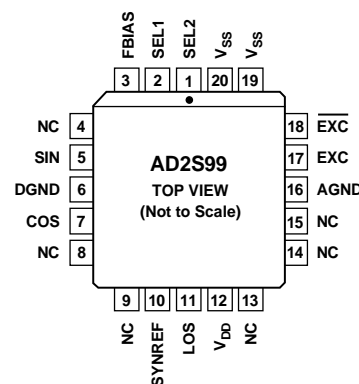 FBIAS
SEL1
SEL2
VSS
VSS
3
2
1
20
19
NC 4
SIN 5
DGND 6
COS 7
NC 8
AD2S99
TOP VIEW
(Not to Scale)
18 EXC
17 EXC
16 AGND
15 NC
14 NC
9
10
11
12
13
NC
SYNREF
LOS
VDD
NC